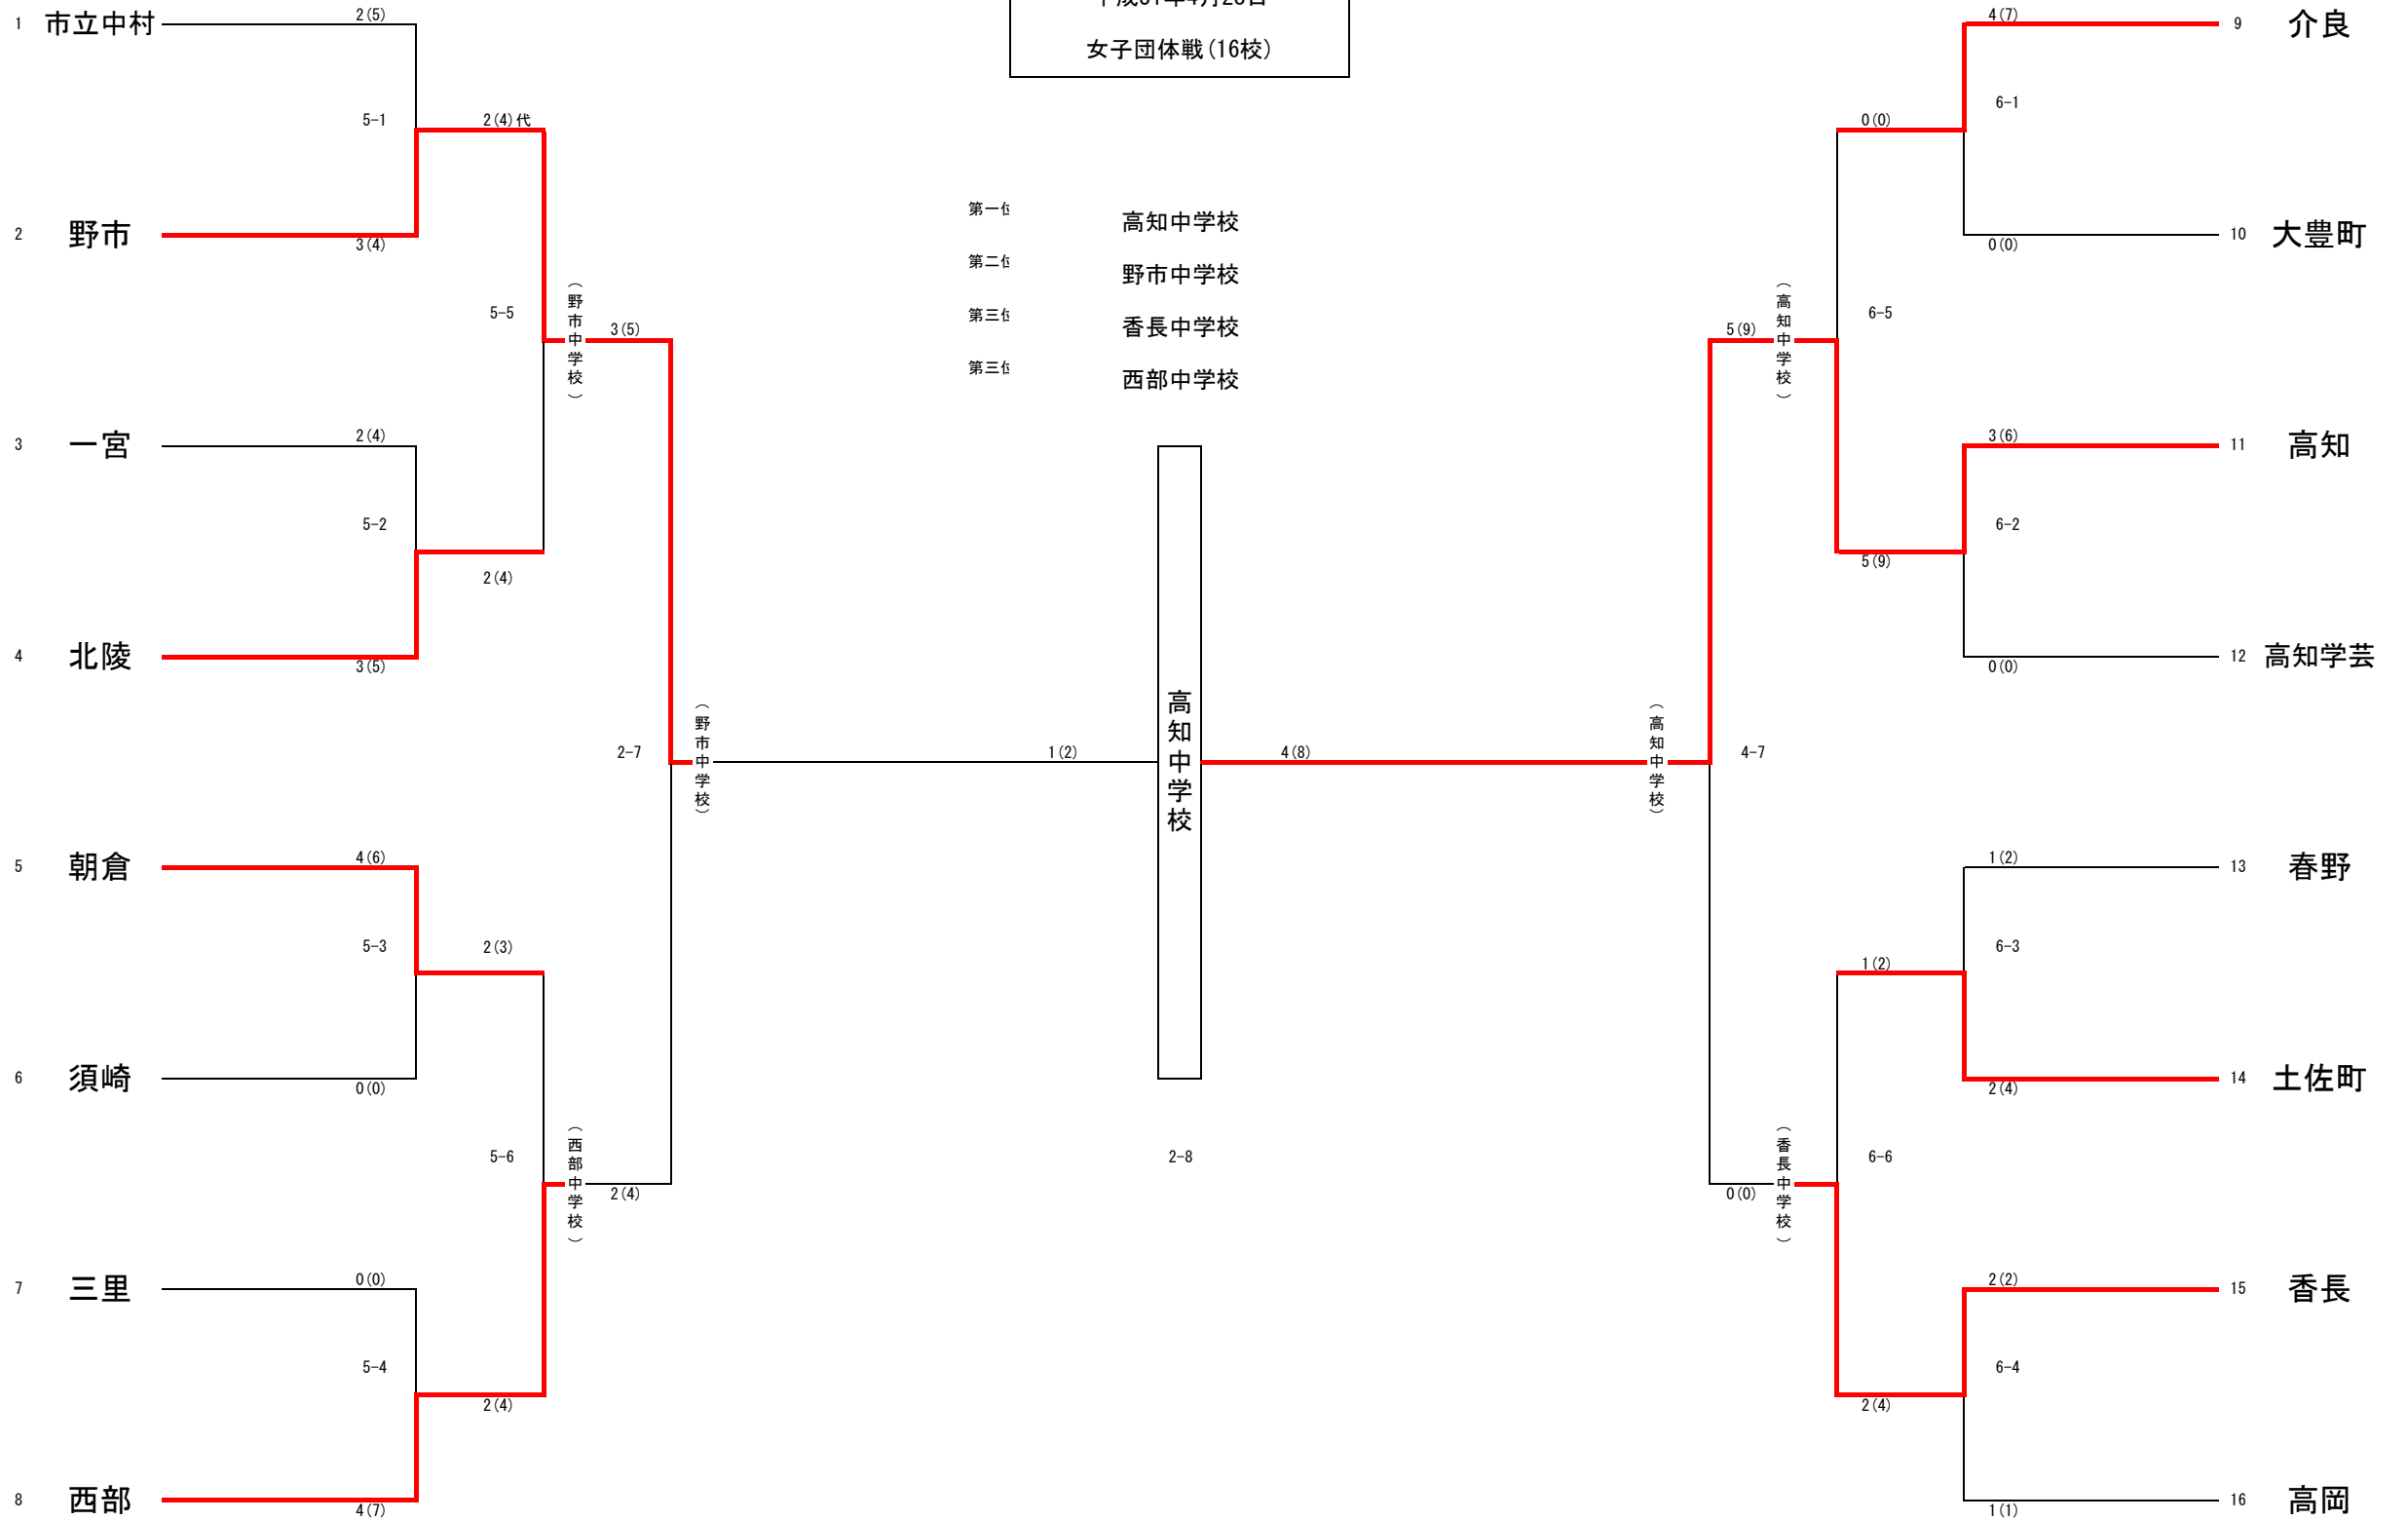 女子団体戦(16校)
第一位 高知中学校
第二位 野市中学校
第三位 香長中学校
第三位 西部中学校
1 市立中村 2(5)
5-1
2(4)代
2 野市 3(4)
5-5
(野市中学校)
3(5)
3 一宮 2(4)
5-2
2(4)
4 北陵 3(5)
2-7
(野市中学校)
1(2)
5 朝倉 4(6)
5-3
2(3)
6 須崎 0(0)
5-6
(西部中学校)
2(4)
7 三里 0(0)
5-4
2(4)
8 西部 4(7)
高知中学校
2-8
4(7) 9 介良
6-1
0(0)
0(0) 10 大豊町
6-5
(高知中学校)
5(9)
3(6) 11 高知
6-2
5(9)
0(0) 12 高知学芸
4-7
(高知中学校)
4(8)
1(2) 13 春野
6-3
1(2)
2(4) 14 土佐町
6-6
(香長中学校)
0(0)
2(2) 15 香長
6-4
2(4)
1(1) 16 高岡